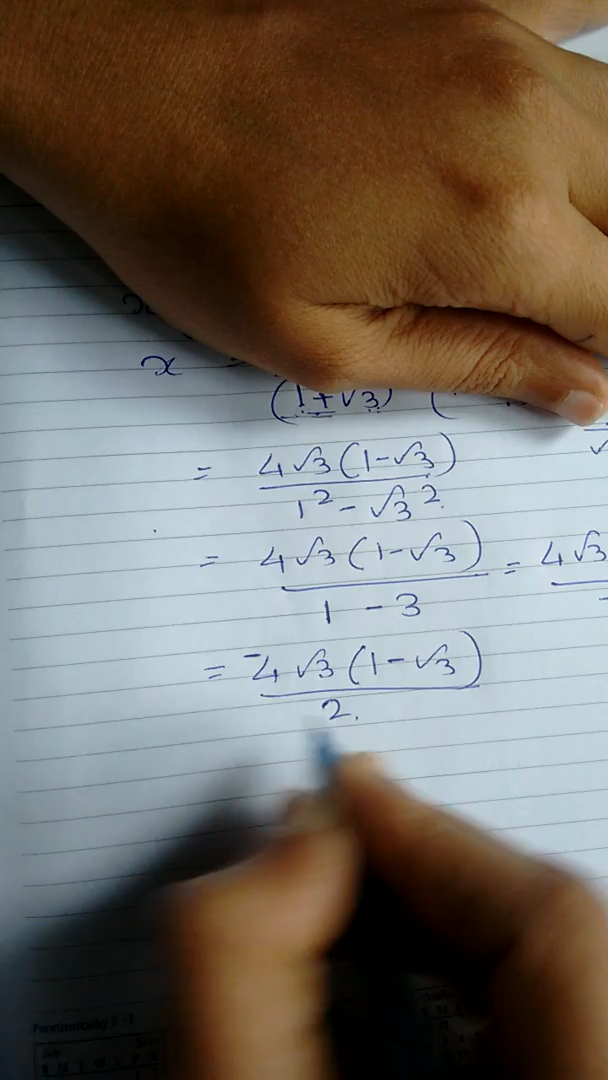 x
(1+√3) (
= 4√3(1-√3) / 1² - √3²
= 4√3(1-√3) / 1 - 3 = 4√3
= -4√3(1-√3) / 2.